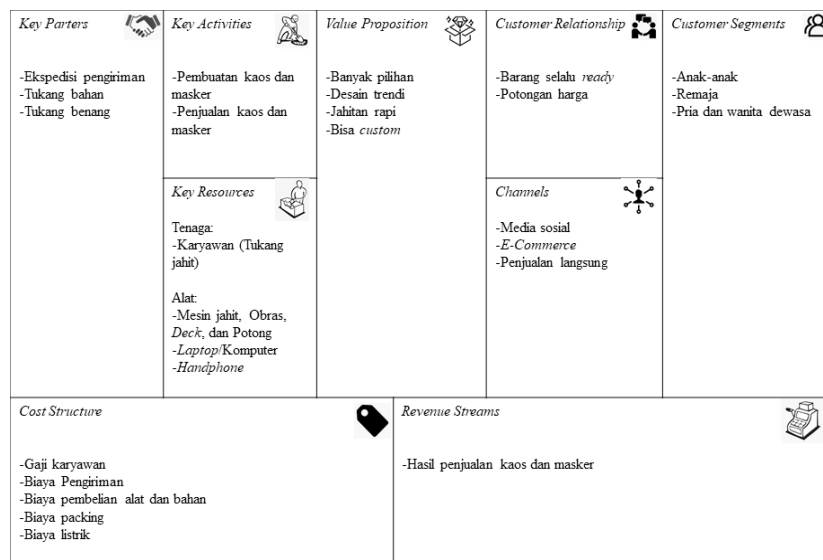 Key Parters
-Ekspedisi pengiriman
-Tukang bahan
-Tukang benang
Key Activities
-Pembuatan kaos dan
masker
-Penjualan kaos dan
masker
Key Resources
Tenaga:
-Karyawan (Tukang
jahit)
Alat:
-Mesin jahit, Obras,
Deck, dan Potong
-Laptop/Komputer
-Handphone
Value Proposition
-Banyak pilihan
-Desain trendi
-Jahitan rapi
-Bisa custom
Customer Relationship
-Barang selalu ready
-Potongan harga
Channels
-Media sosial
-E-Commerce
-Penjualan langsung
Customer Segments
-Anak-anak
-Remaja
-Pria dan wanita dewasa
Cost Structure
-Gaji karyawan
-Biaya Pengiriman
-Biaya pembelian alat dan bahan
-Biaya packing
-Biaya listrik
Revenue Streams
-Hasil penjualan kaos dan masker